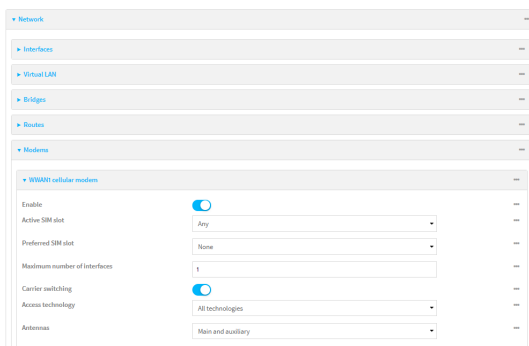 ▾ Network
▸ Interfaces
▸ Virtual LAN
▸ Bridges
▸ Routes
▾ Modems
▾ WWAN1 cellular modem
Enable
Active SIM slot Any
Preferred SIM slot None
Maximum number of interfaces 1
Carrier switching
Access technology All technologies
Antennas Main and auxiliary